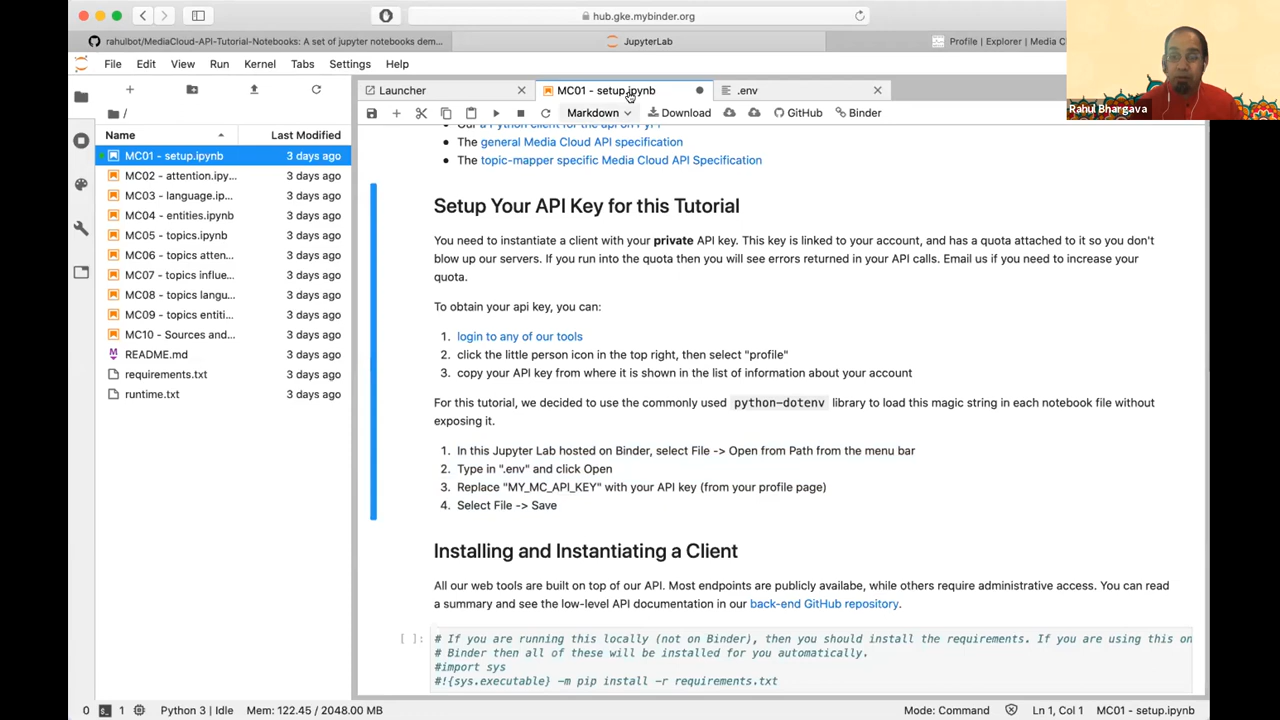 hub.gke.mybinder.org
rahulbot/MediaCloud-API-Tutorial-Notebooks: A set of jupyter notebooks dem...
JupyterLab
Profile | Explorer | Media C
Rahul Bhargava
File Edit View Run Kernel Tabs Settings Help
Launcher
MC01 - setup.ipynb
.env
Markdown
Download
GitHub
Binder
/
Name Last Modified
MC01 - setup.ipynb 3 days ago
MC02 - attention.ipy... 3 days ago
MC03 - language.ip... 3 days ago
MC04 - entities.ipynb 3 days ago
MC05 - topics.ipynb 3 days ago
MC06 - topics atten... 3 days ago
MC07 - topics influe... 3 days ago
MC08 - topics langu... 3 days ago
MC09 - topics entiti... 3 days ago
MC10 - Sources and... 3 days ago
README.md 3 days ago
requirements.txt 3 days ago
runtime.txt 3 days ago
Our a Python client for the api on PyPI
The general Media Cloud API specification
The topic-mapper specific Media Cloud API Specification
Setup Your API Key for this Tutorial
You need to instantiate a client with your private API key. This key is linked to your account, and has a quota attached to it so you don't
blow up our servers. If you run into the quota then you will see errors returned in your API calls. Email us if you need to increase your
quota.
To obtain your api key, you can:
1. login to any of our tools
2. click the little person icon in the top right, then select "profile"
3. copy your API key from where it is shown in the list of information about your account
For this tutorial, we decided to use the commonly used python-dotenv library to load this magic string in each notebook file without
exposing it.
1. In this Jupyter Lab hosted on Binder, select File -> Open from Path from the menu bar
2. Type in ".env" and click Open
3. Replace "MY_MC_API_KEY" with your API key (from your profile page)
4. Select File -> Save
Installing and Instantiating a Client
All our web tools are built on top of our API. Most endpoints are publicly availabe, while others require administrative access. You can read
a summary and see the low-level API documentation in our back-end GitHub repository.
[ ]: # If you are running this locally (not on Binder), then you should install the requirements. If you are using this on
# Binder then all of these will be installed for you automatically.
#import sys
#!{sys.executable} -m pip install -r requirements.txt
0 1 Python 3 | Idle Mem: 122.45 / 2048.00 MB Mode: Command Ln 1, Col 1 MC01 - setup.ipynb